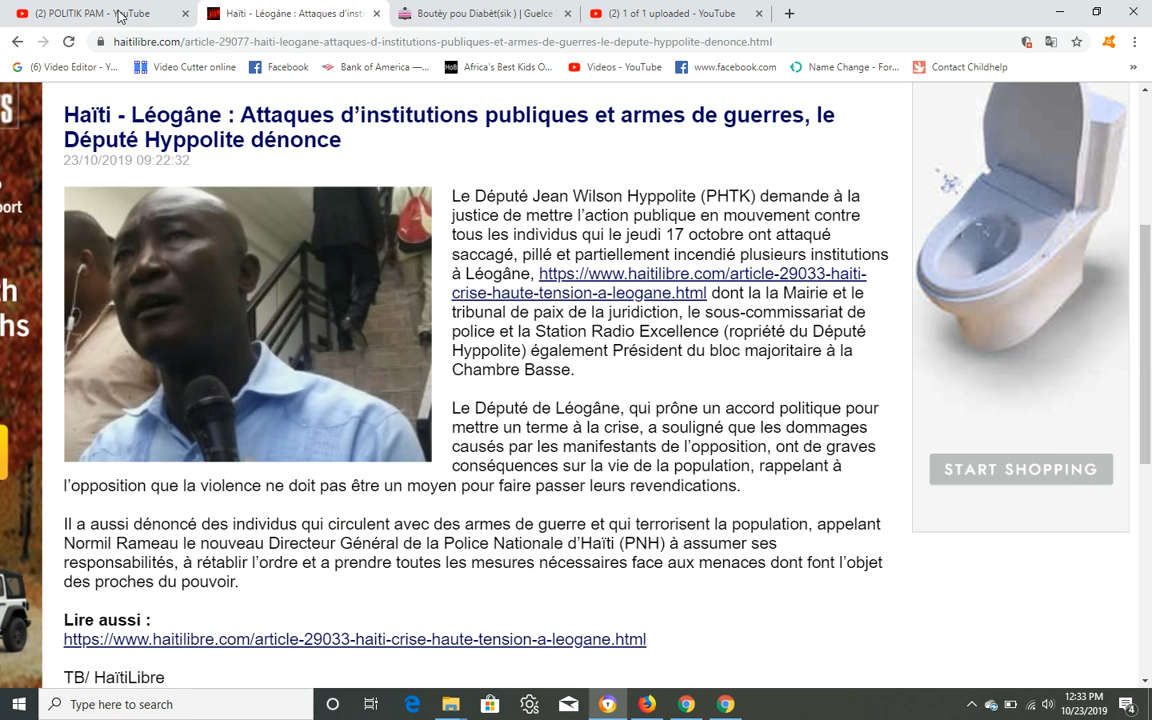 (2) POLITIK PAM - YouTube
Haïti - Léogâne : Attaques d'inst
Boutèy pou Diabèt(sik ) | Guelce
(2) 1 of 1 uploaded - YouTube
haitilibre.com/article-29077-haiti-leogane-attaques-d-institutions-publiques-et-armes-de-guerres-le-depute-hyppolite-denonce.html
(6) Video Editor - Y...
Video Cutter online
Facebook
Bank of America —...
HoB
Africa's Best Kids O...
Videos - YouTube
www.facebook.com
Name Change - For...
Contact Childhelp
»
Haïti - Léogâne : Attaques d'institutions publiques et armes de guerres, le
Député Hyppolite dénonce
23/10/2019 09:22:32
Le Député Jean Wilson Hyppolite (PHTK) demande à la
justice de mettre l'action publique en mouvement contre
tous les individus qui le jeudi 17 octobre ont attaqué
saccagé, pillé et partiellement incendié plusieurs institutions
à Léogâne, https://www.haitilibre.com/article-29033-haiti-
crise-haute-tension-a-leogane.html dont la la Mairie et le
tribunal de paix de la juridiction, le sous-commissariat de
police et la Station Radio Excellence (ropriété du Député
Hyppolite) également Président du bloc majoritaire à la
Chambre Basse.
Le Député de Léogâne, qui prône un accord politique pour
mettre un terme à la crise, a souligné que les dommages
causés par les manifestants de l'opposition, ont de graves
conséquences sur la vie de la population, rappelant à
l'opposition que la violence ne doit pas être un moyen pour faire passer leurs revendications.
Il a aussi dénoncé des individus qui circulent avec des armes de guerre et qui terrorisent la population, appelant
Normil Rameau le nouveau Directeur Général de la Police Nationale d'Haïti (PNH) à assumer ses
responsabilités, à rétablir l'ordre et a prendre toutes les mesures nécessaires face aux menaces dont font l'objet
des proches du pouvoir.
Lire aussi :
https://www.haitilibre.com/article-29033-haiti-crise-haute-tension-a-leogane.html
TB/ HaïtiLibre
START SHOPPING
port
th
hs
Type here to search
12:33 PM
10/23/2019
4